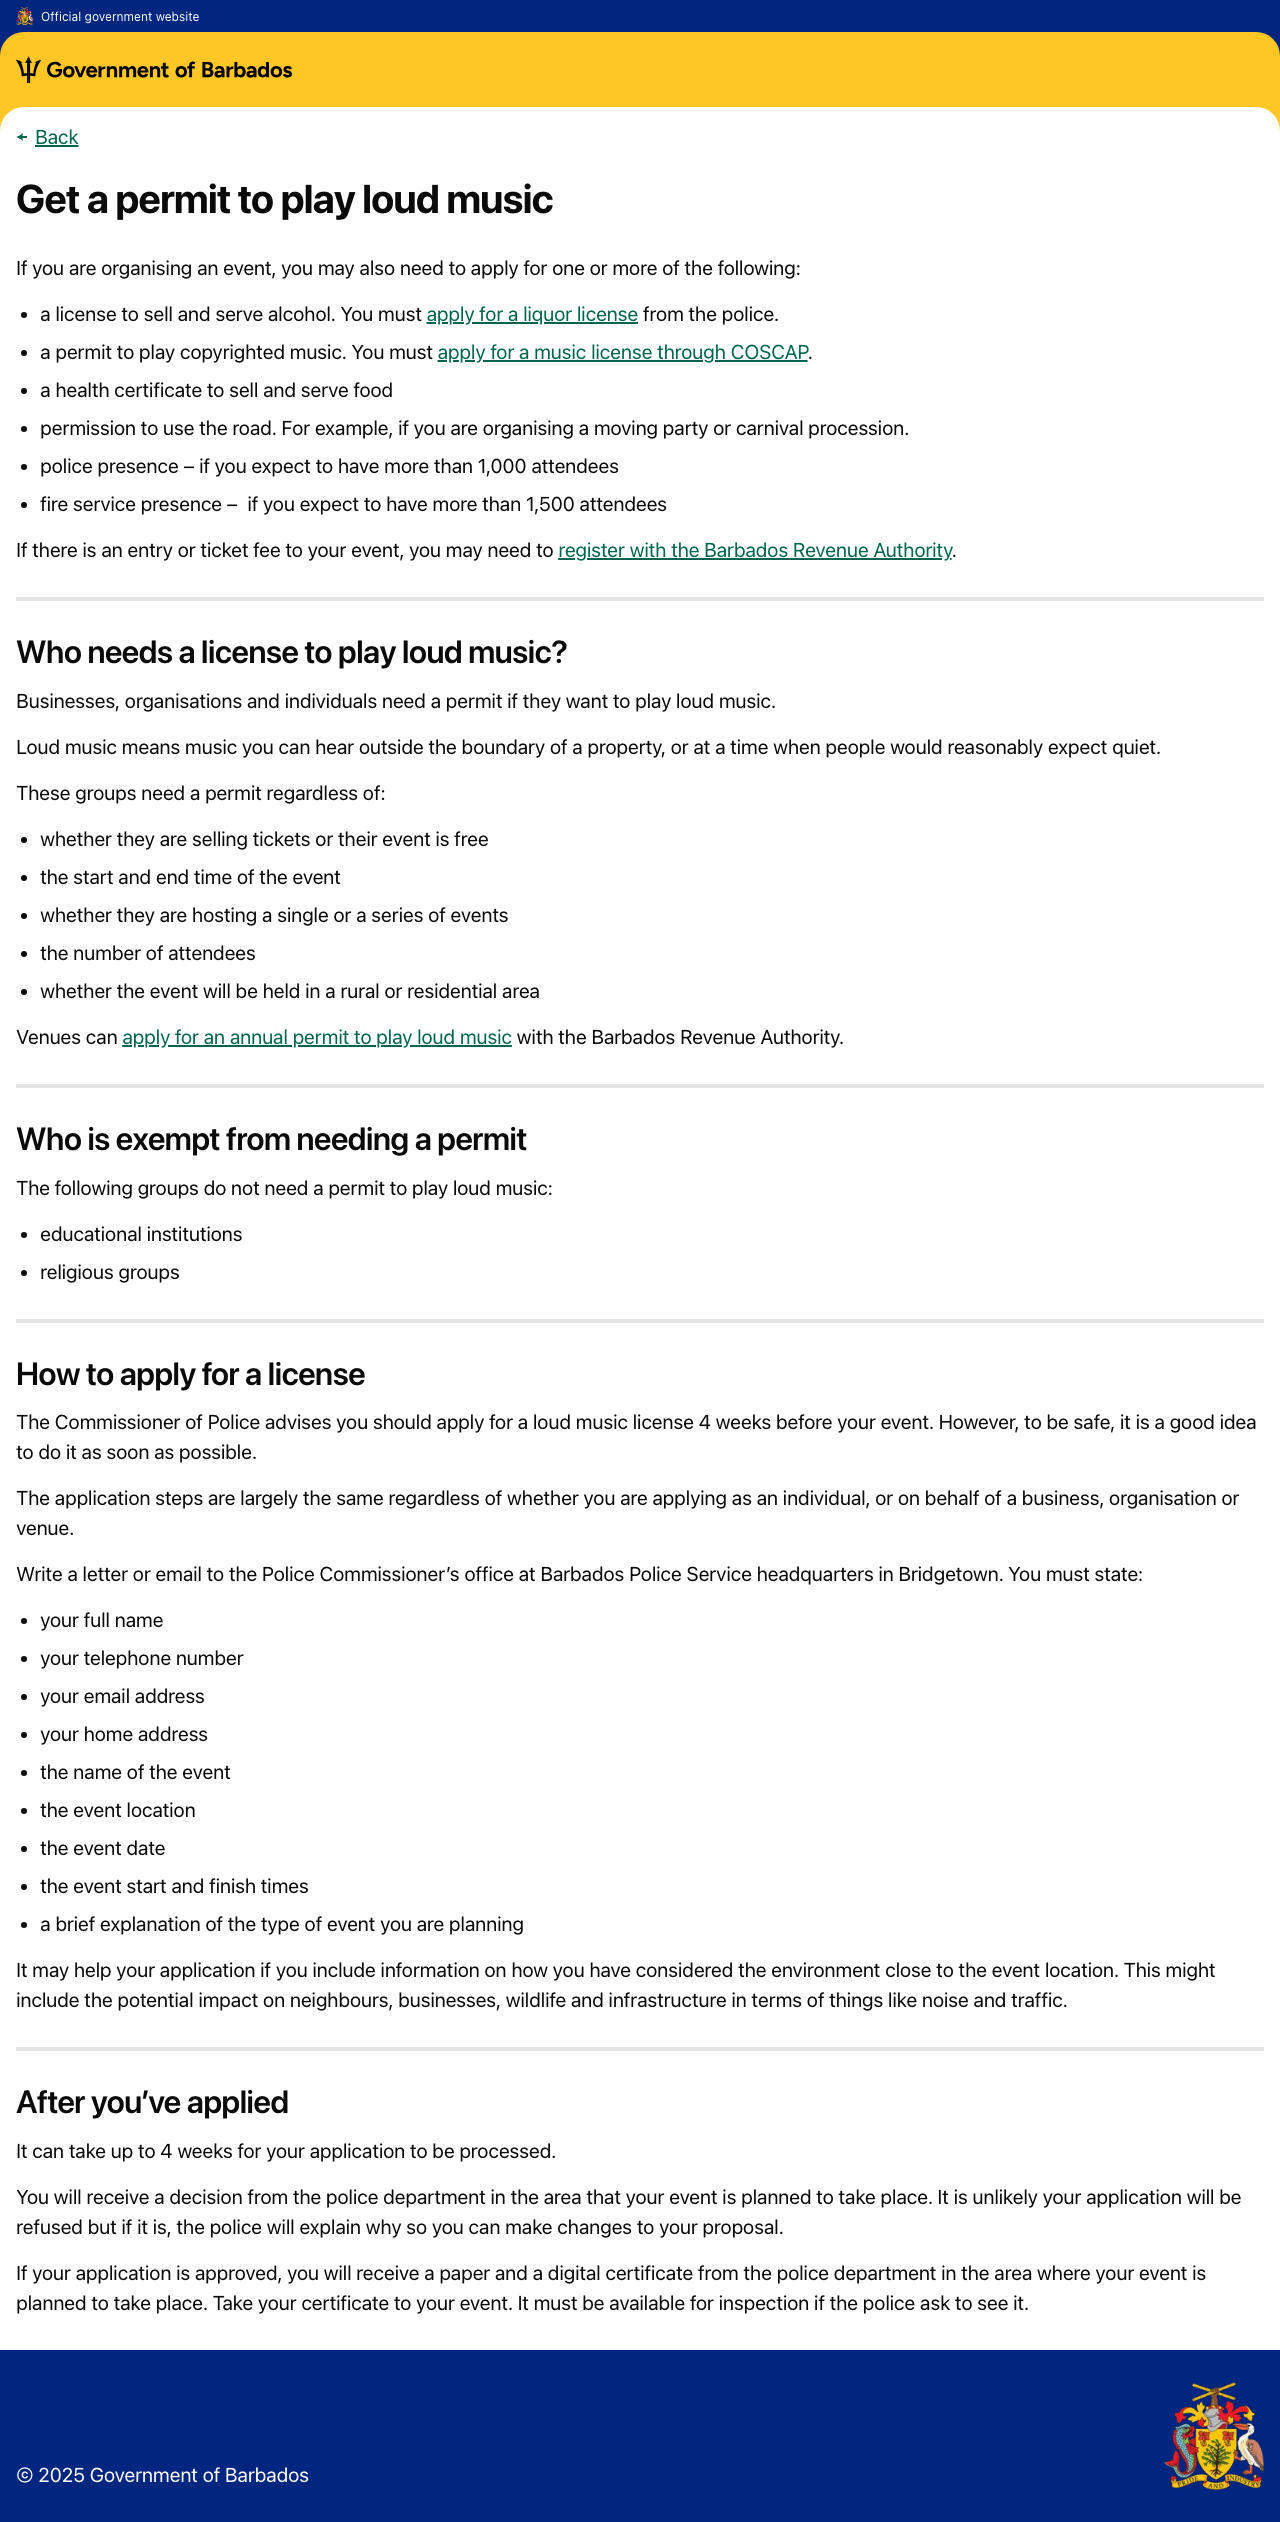 Official government website
Government of Barbados
Back
Get a permit to play loud music
If you are organising an event, you may also need to apply for one or more of the following:
• a license to sell and serve alcohol. You must apply for a liquor license from the police.
• a permit to play copyrighted music. You must apply for a music license through COSCAP.
• a health certificate to sell and serve food
• permission to use the road. For example, if you are organising a moving party or carnival procession.
• police presence – if you expect to have more than 1,000 attendees
• fire service presence –  if you expect to have more than 1,500 attendees
If there is an entry or ticket fee to your event, you may need to register with the Barbados Revenue Authority.
Who needs a license to play loud music?
Businesses, organisations and individuals need a permit if they want to play loud music.
Loud music means music you can hear outside the boundary of a property, or at a time when people would reasonably expect quiet.
These groups need a permit regardless of:
• whether they are selling tickets or their event is free
• the start and end time of the event
• whether they are hosting a single or a series of events
• the number of attendees
• whether the event will be held in a rural or residential area
Venues can apply for an annual permit to play loud music with the Barbados Revenue Authority.
Who is exempt from needing a permit
The following groups do not need a permit to play loud music:
• educational institutions
• religious groups
How to apply for a license
The Commissioner of Police advises you should apply for a loud music license 4 weeks before your event. However, to be safe, it is a good idea
to do it as soon as possible.
The application steps are largely the same regardless of whether you are applying as an individual, or on behalf of a business, organisation or
venue.
Write a letter or email to the Police Commissioner’s office at Barbados Police Service headquarters in Bridgetown. You must state:
• your full name
• your telephone number
• your email address
• your home address
• the name of the event
• the event location
• the event date
• the event start and finish times
• a brief explanation of the type of event you are planning
It may help your application if you include information on how you have considered the environment close to the event location. This might
include the potential impact on neighbours, businesses, wildlife and infrastructure in terms of things like noise and traffic.
After you’ve applied
It can take up to 4 weeks for your application to be processed.
You will receive a decision from the police department in the area that your event is planned to take place. It is unlikely your application will be
refused but if it is, the police will explain why so you can make changes to your proposal.
If your application is approved, you will receive a paper and a digital certificate from the police department in the area where your event is
planned to take place. Take your certificate to your event. It must be available for inspection if the police ask to see it.
© 2025 Government of Barbados
PRIDE AND INDUSTRY